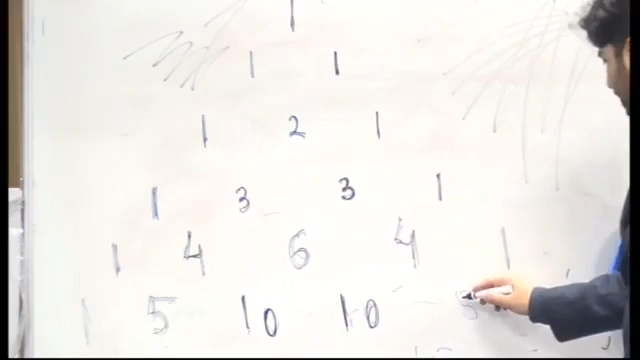 1
1 1
1 2 1
1 3 3 1
1 4 6 4 1
1 5 10 10 5